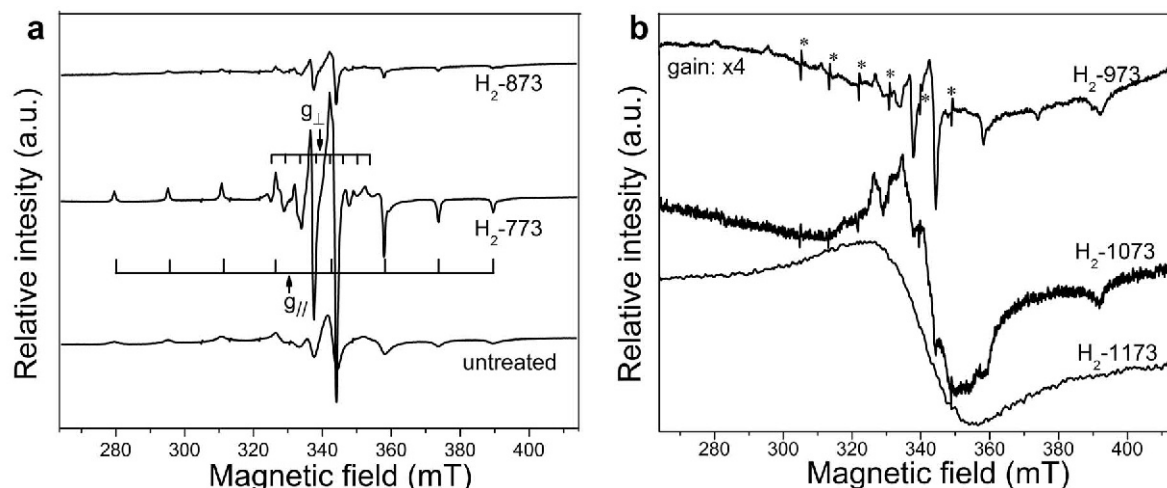 a
Relative intesity (a.u.)
H₂-873
g⊥
H₂-773
g//
untreated
280 300 320 340 360 380 400
Magnetic field (mT)
b
Relative intesity (a.u.)
gain: x4
* * * * * *
H₂-973
H₂-1073
H₂-1173
280 300 320 340 360 380 400
Magnetic field (mT)